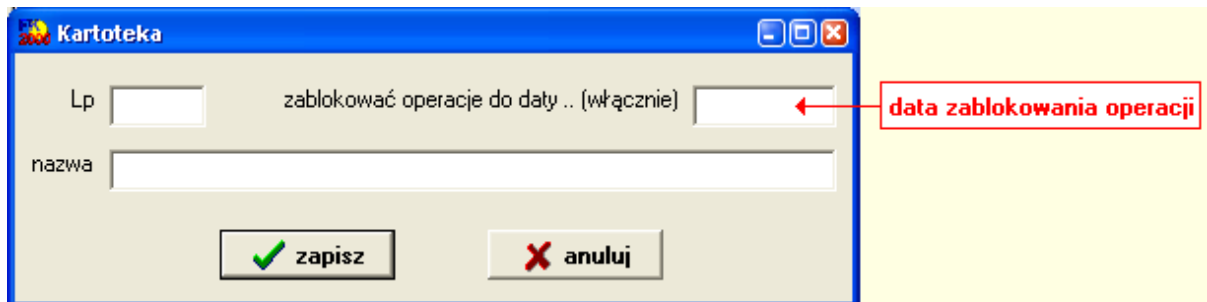 Kartoteka
Lp
zablokować operacje do daty .. (włącznie)
data zablokowania operacji
nazwa
zapisz
anuluj